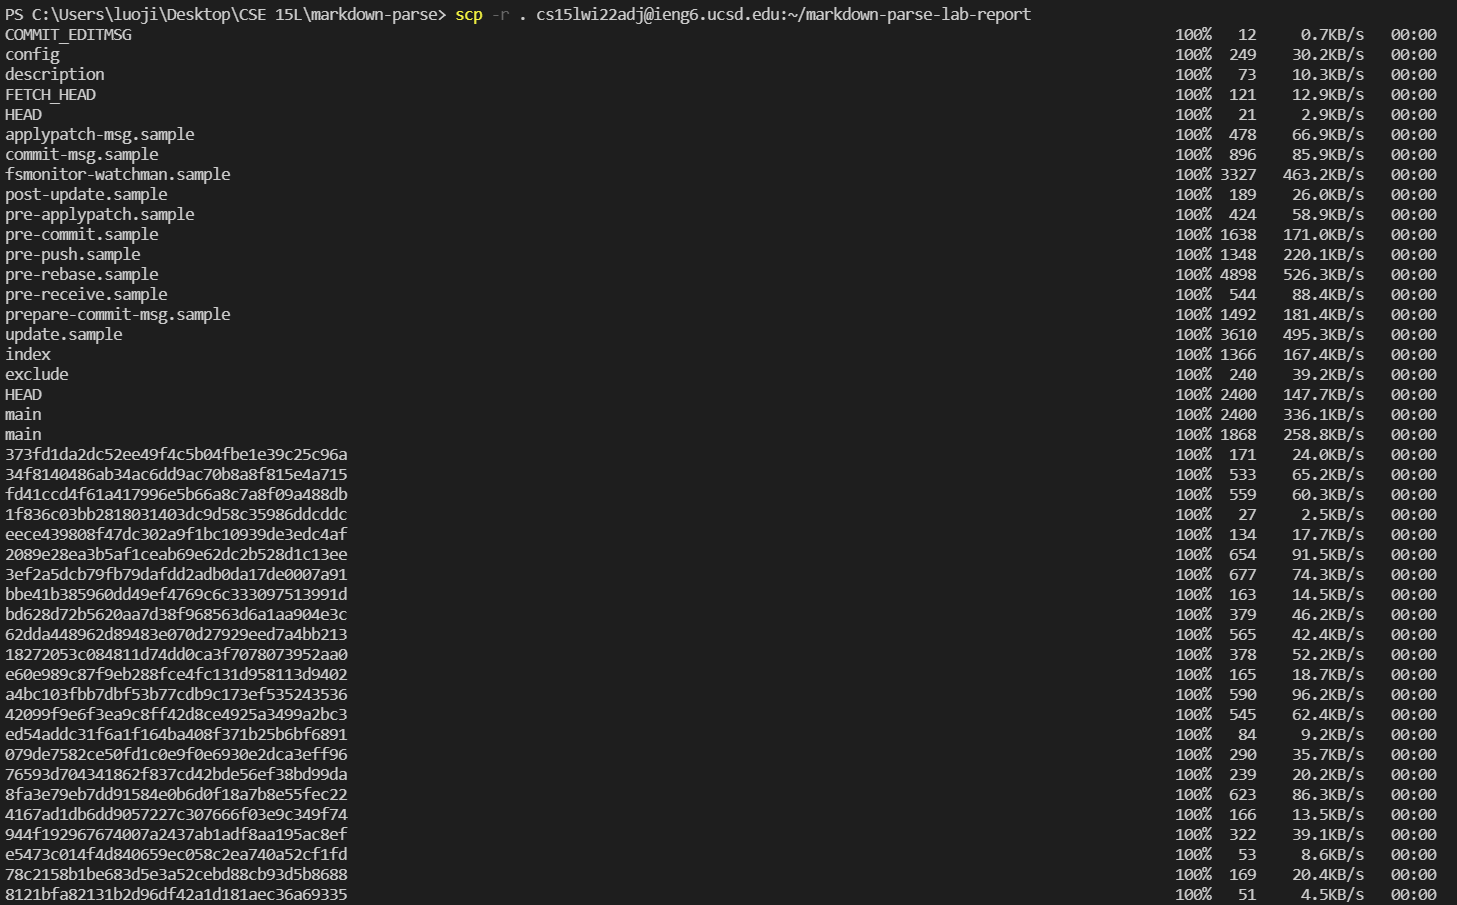 PS C:\Users\luoji\Desktop\CSE 15L\markdown-parse> scp -r . cs15lwi22adj@ieng6.ucsd.edu:~/markdown-parse-lab-report
COMMIT_EDITMSG 100% 12 0.7KB/s 00:00
config 100% 249 30.2KB/s 00:00
description 100% 73 10.3KB/s 00:00
FETCH_HEAD 100% 121 12.9KB/s 00:00
HEAD 100% 21 2.9KB/s 00:00
applypatch-msg.sample 100% 478 66.9KB/s 00:00
commit-msg.sample 100% 896 85.9KB/s 00:00
fsmonitor-watchman.sample 100% 3327 463.2KB/s 00:00
post-update.sample 100% 189 26.0KB/s 00:00
pre-applypatch.sample 100% 424 58.9KB/s 00:00
pre-commit.sample 100% 1638 171.0KB/s 00:00
pre-push.sample 100% 1348 220.1KB/s 00:00
pre-rebase.sample 100% 4898 526.3KB/s 00:00
pre-receive.sample 100% 544 88.4KB/s 00:00
prepare-commit-msg.sample 100% 1492 181.4KB/s 00:00
update.sample 100% 3610 495.3KB/s 00:00
index 100% 1366 167.4KB/s 00:00
exclude 100% 240 39.2KB/s 00:00
HEAD 100% 2400 147.7KB/s 00:00
main 100% 2400 336.1KB/s 00:00
main 100% 1868 258.8KB/s 00:00
373fd1da2dc52ee49f4c5b04fbe1e39c25c96a 100% 171 24.0KB/s 00:00
34f8140486ab34ac6dd9ac70b8a8f815e4a715 100% 533 65.2KB/s 00:00
fd41ccd4f61a417996e5b66a8c7a8f09a488db 100% 559 60.3KB/s 00:00
1f836c03bb2818031403dc9d58c35986ddcddc 100% 27 2.5KB/s 00:00
eece439808f47dc302a9f1bc10939de3edc4af 100% 134 17.7KB/s 00:00
2089e28ea3b5af1ceab69e62dc2b528d1c13ee 100% 654 91.5KB/s 00:00
3ef2a5dcb79fb79dafdd2adb0da17de0007a91 100% 677 74.3KB/s 00:00
bbe41b385960dd49ef4769c6c333097513991d 100% 163 14.5KB/s 00:00
bd628d72b5620aa7d38f968563d6a1aa904e3c 100% 379 46.2KB/s 00:00
62dda448962d89483e070d27929eed7a4bb213 100% 565 42.4KB/s 00:00
18272053c084811d74dd0ca3f7078073952aa0 100% 378 52.2KB/s 00:00
e60e989c87f9eb288fce4fc131d958113d9402 100% 165 18.7KB/s 00:00
a4bc103fbb7dbf53b77cdb9c173ef535243536 100% 590 96.2KB/s 00:00
42099f9e6f3ea9c8ff42d8ce4925a3499a2bc3 100% 545 62.4KB/s 00:00
ed54addc31f6a1f164ba408f371b25b6bf6891 100% 84 9.2KB/s 00:00
079de7582ce50fd1c0e9f0e6930e2dca3eff96 100% 290 35.7KB/s 00:00
76593d704341862f837cd42bde56ef38bd99da 100% 239 20.2KB/s 00:00
8fa3e79eb7dd91584e0b6d0f18a7b8e55fec22 100% 623 86.3KB/s 00:00
4167ad1db6dd9057227c307666f03e9c349f74 100% 166 13.5KB/s 00:00
944f192967674007a2437ab1adf8aa195ac8ef 100% 322 39.1KB/s 00:00
e5473c014f4d840659ec058c2ea740a52cf1fd 100% 53 8.6KB/s 00:00
78c2158b1be683d5e3a52cebd88cb93d5b8688 100% 169 20.4KB/s 00:00
8121bfa82131b2d96df42a1d181aec36a69335 100% 51 4.5KB/s 00:00